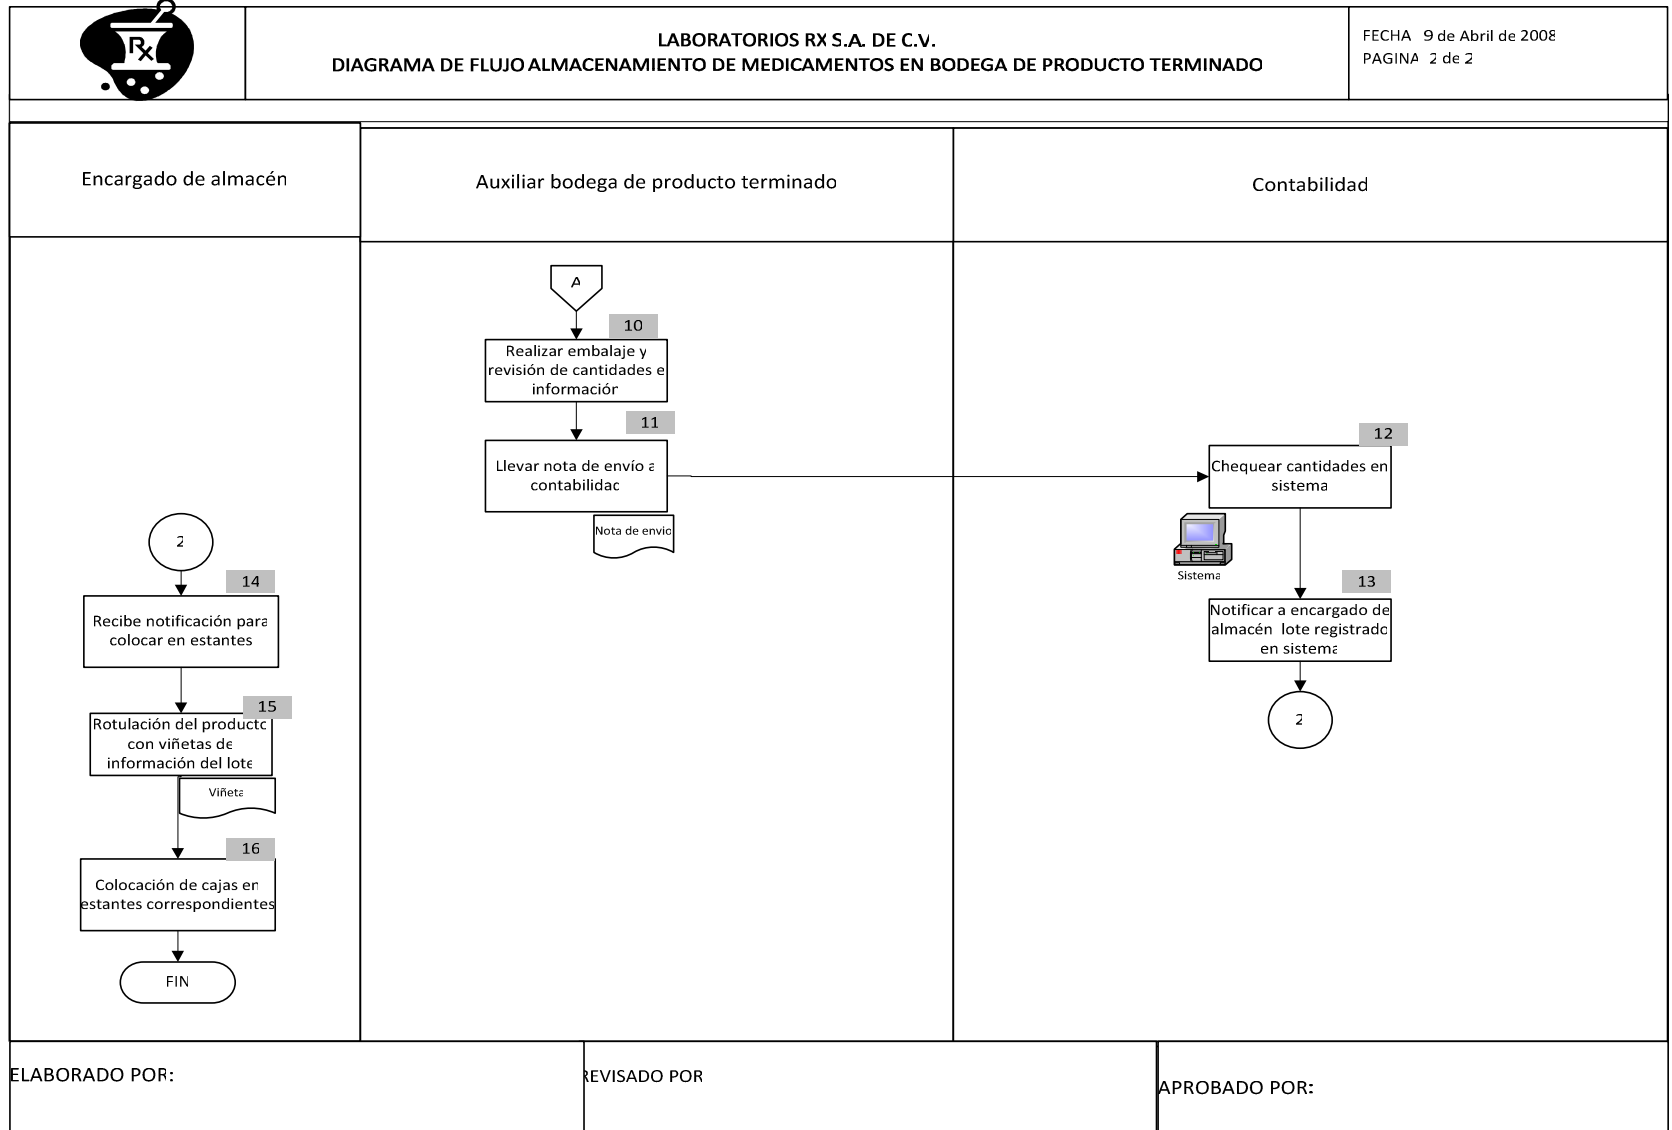 Rx
LABORATORIOS RX S.A. DE C.V.
DIAGRAMA DE FLUJO ALMACENAMIENTO DE MEDICAMENTOS EN BODEGA DE PRODUCTO TERMINADO
FECHA 9 de Abril de 2008
PAGINA 2 de 2
Encargado de almacén
Auxiliar bodega de producto terminado
Contabilidad
A
10
Realizar embalaje y
revisión de cantidades e
información
11
Llevar nota de envío a
contabilidad
Nota de envio
12
Chequear cantidades en
sistema
Sistema
13
Notificar a encargado de
almacén lote registrado
en sistema
2
2
14
Recibe notificación para
colocar en estantes
15
Rotulación del producto
con viñetas de
información del lote
Viñeta
16
Colocación de cajas en
estantes correspondientes
FIN
ELABORADO POR:
REVISADO POR
APROBADO POR: